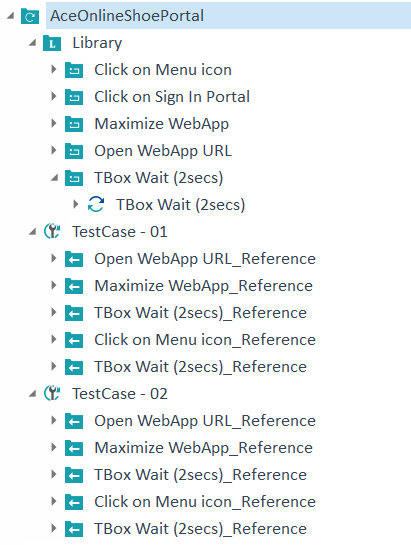 AceOnlineShoePortal
L Library
Click on Menu icon
Click on Sign In Portal
Maximize WebApp
Open WebApp URL
TBox Wait (2secs)
TBox Wait (2secs)
TestCase - 01
Open WebApp URL_Reference
Maximize WebApp_Reference
TBox Wait (2secs)_Reference
Click on Menu icon_Reference
TBox Wait (2secs)_Reference
TestCase - 02
Open WebApp URL_Reference
Maximize WebApp_Reference
TBox Wait (2secs)_Reference
Click on Menu icon_Reference
TBox Wait (2secs)_Reference